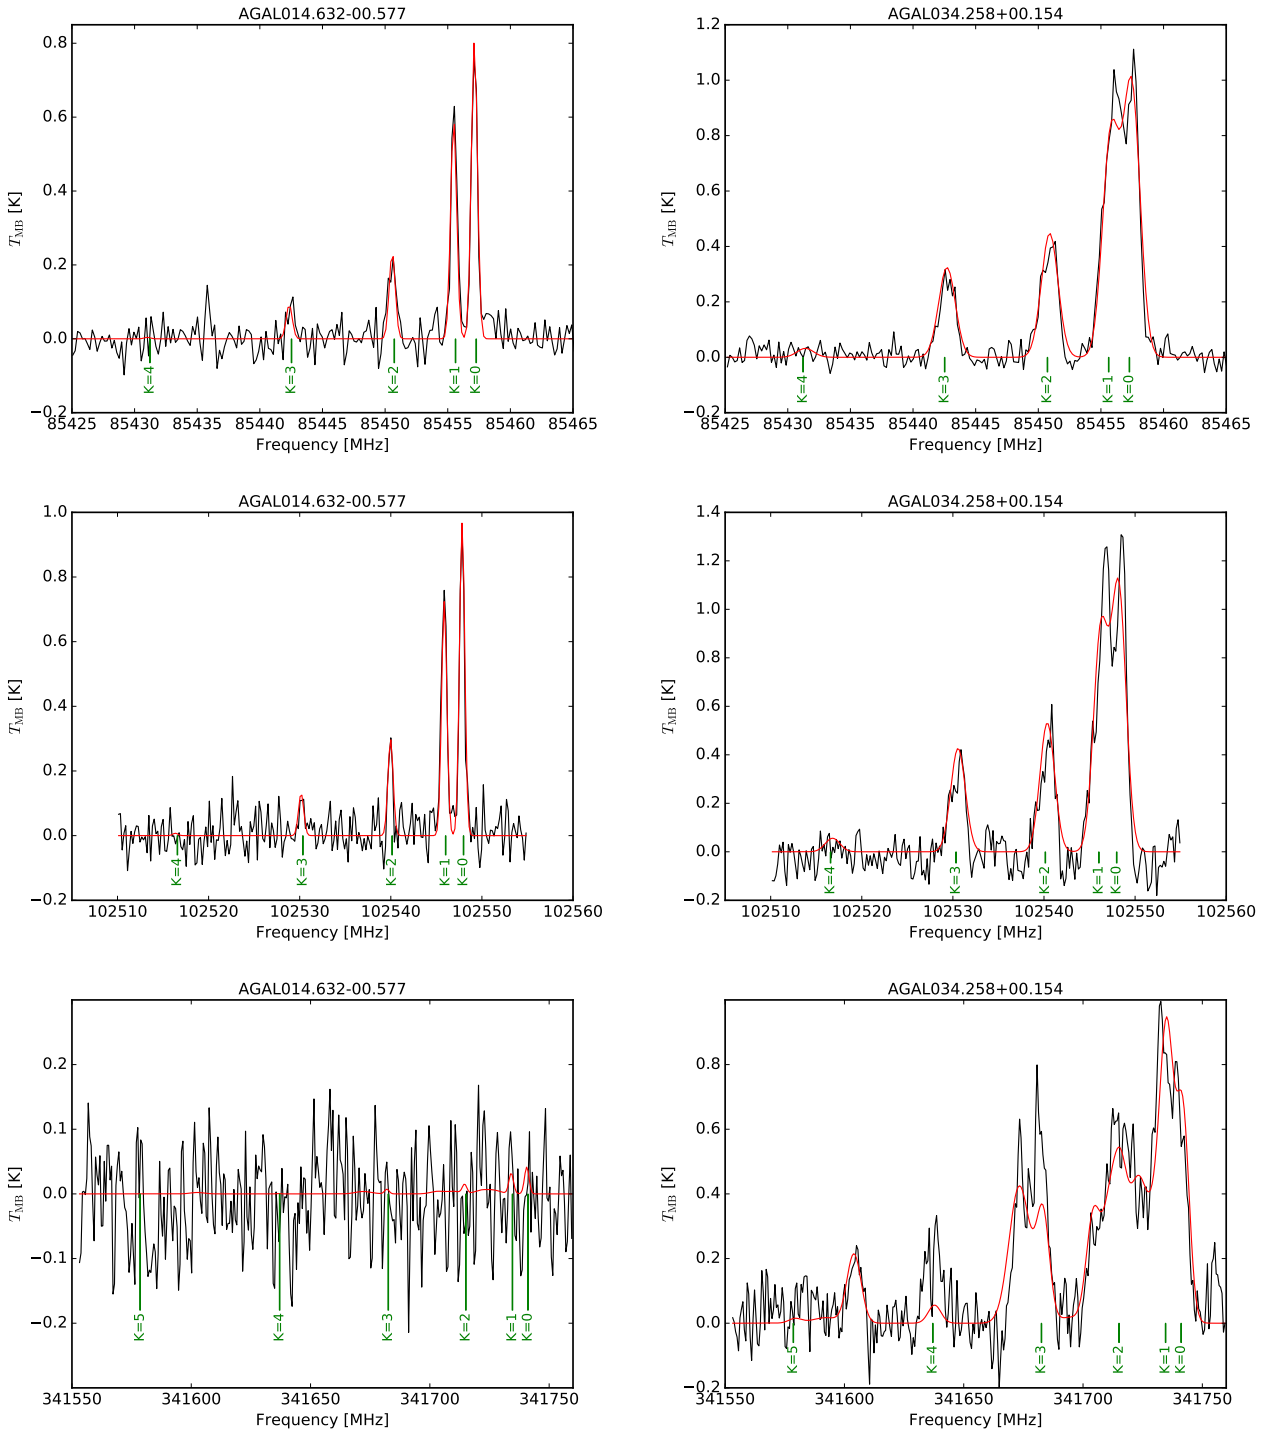 AGAL014.632-00.577
0.8
0.6
0.4
0.2
0.0
−0.2
T_MB [K]
K=4
K=3
K=2
K=1
K=0
85425 85430 85435 85440 85445 85450 85455 85460 85465
Frequency [MHz]
AGAL034.258+00.154
1.2
1.0
0.8
0.6
0.4
0.2
0.0
−0.2
T_MB [K]
K=4
K=3
K=2
K=1
K=0
85425 85430 85435 85440 85445 85450 85455 85460 85465
Frequency [MHz]
AGAL014.632-00.577
1.0
0.8
0.6
0.4
0.2
0.0
−0.2
T_MB [K]
K=4
K=3
K=2
K=1
K=0
102510 102520 102530 102540 102550 102560
Frequency [MHz]
AGAL034.258+00.154
1.4
1.2
1.0
0.8
0.6
0.4
0.2
0.0
−0.2
T_MB [K]
K=4
K=3
K=2
K=1
K=0
102510 102520 102530 102540 102550 102560
Frequency [MHz]
AGAL014.632-00.577
0.2
0.1
0.0
−0.1
−0.2
T_MB [K]
K=5
K=4
K=3
K=2
K=1
K=0
341550 341600 341650 341700 341750
Frequency [MHz]
AGAL034.258+00.154
0.8
0.6
0.4
0.2
0.0
−0.2
T_MB [K]
K=5
K=4
K=3
K=2
K=1
K=0
341550 341600 341650 341700 341750
Frequency [MHz]